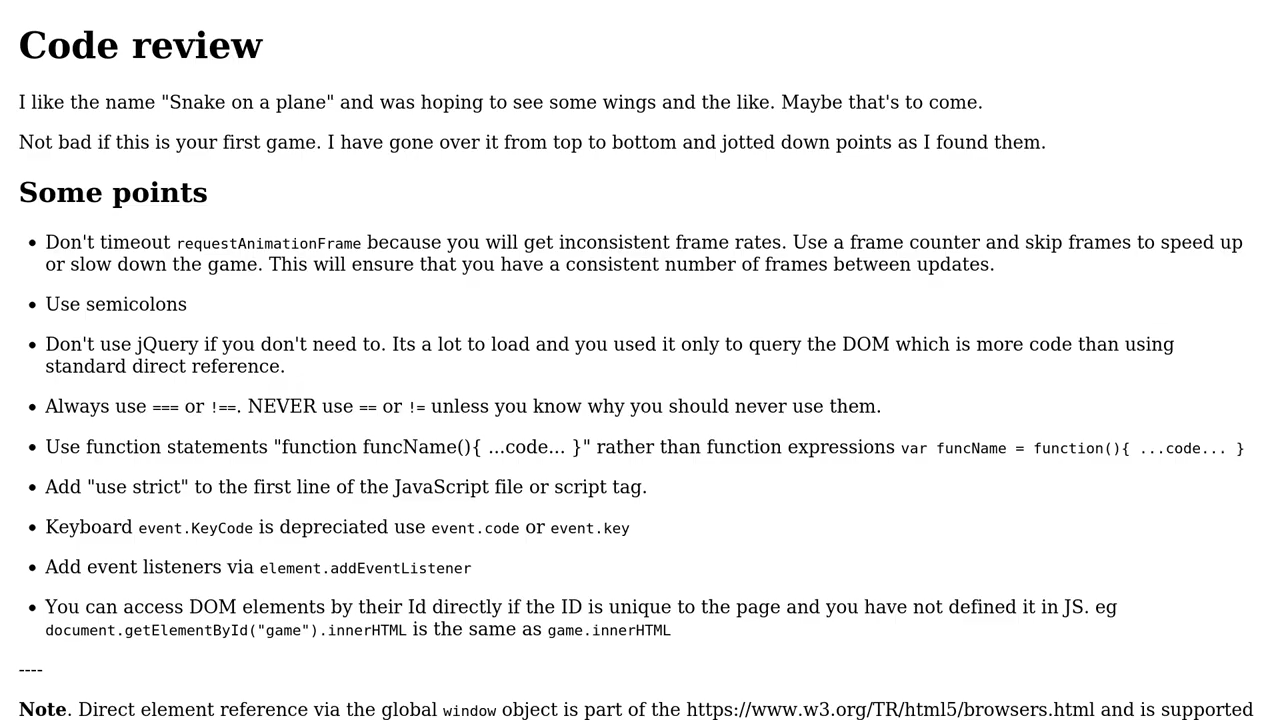 Code review
I like the name "Snake on a plane" and was hoping to see some wings and the like. Maybe that's to come.
Not bad if this is your first game. I have gone over it from top to bottom and jotted down points as I found them.
Some points
• Don't timeout requestAnimationFrame because you will get inconsistent frame rates. Use a frame counter and skip frames to speed up
or slow down the game. This will ensure that you have a consistent number of frames between updates.
• Use semicolons
• Don't use jQuery if you don't need to. Its a lot to load and you used it only to query the DOM which is more code than using
standard direct reference.
• Always use === or !==. NEVER use == or != unless you know why you should never use them.
• Use function statements "function funcName(){ ...code... }" rather than function expressions var funcName = function(){ ...code... }
• Add "use strict" to the first line of the JavaScript file or script tag.
• Keyboard event.KeyCode is depreciated use event.code or event.key
• Add event listeners via element.addEventListener
• You can access DOM elements by their Id directly if the ID is unique to the page and you have not defined it in JS. eg
document.getElementById("game").innerHTML is the same as game.innerHTML
----
Note. Direct element reference via the global window object is part of the https://www.w3.org/TR/html5/browsers.html and is supported